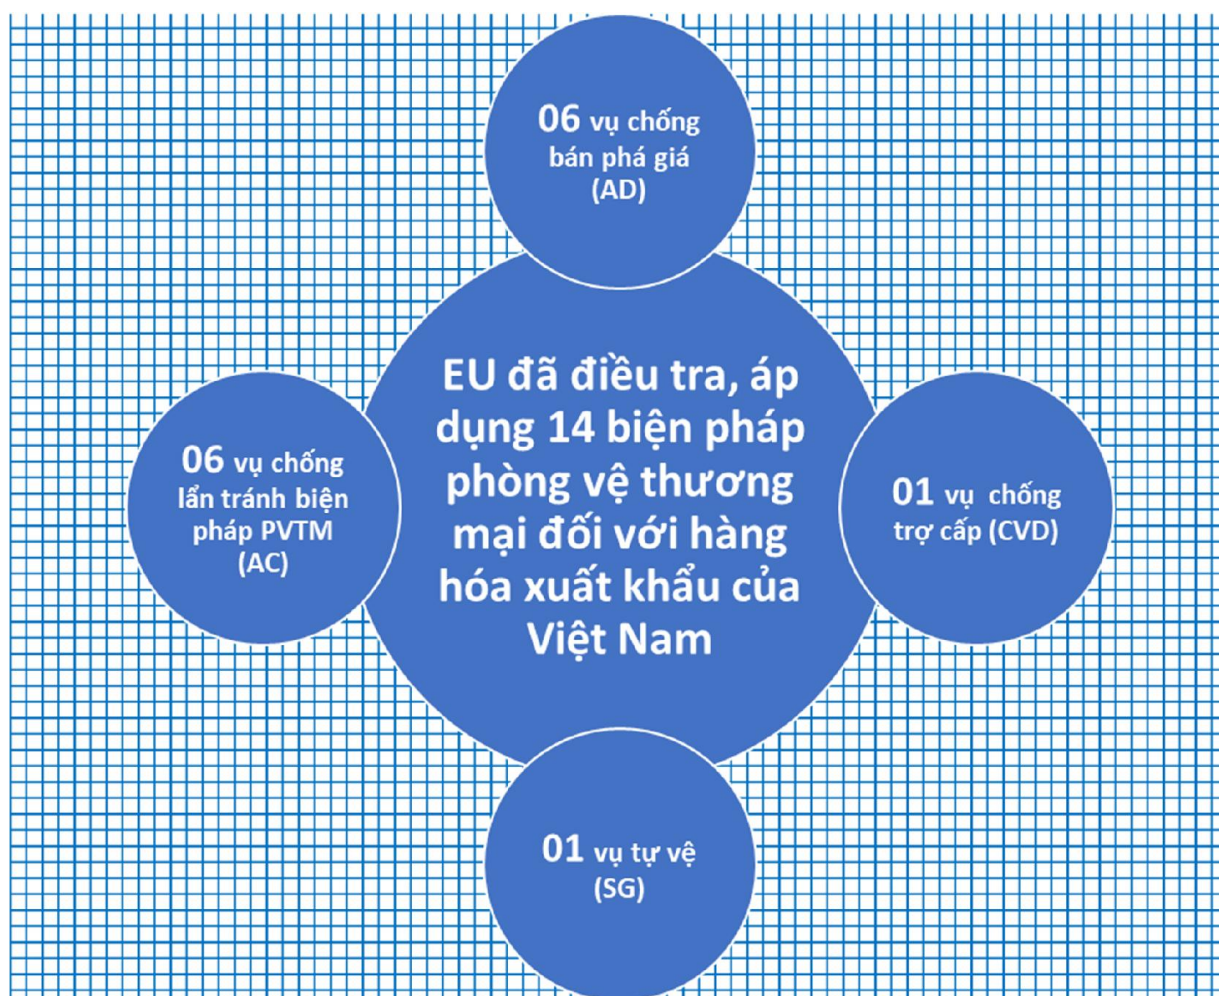 06 vụ chống
bán phá giá
(AD)
EU đã điều tra, áp
dụng 14 biện pháp
phòng vệ thương
mại đối với hàng
hóa xuất khẩu của
Việt Nam
06 vụ chống
lẩn tránh biện
pháp PVTM
(AC)
01 vụ chống
trợ cấp (CVD)
01 vụ tự vệ
(SG)